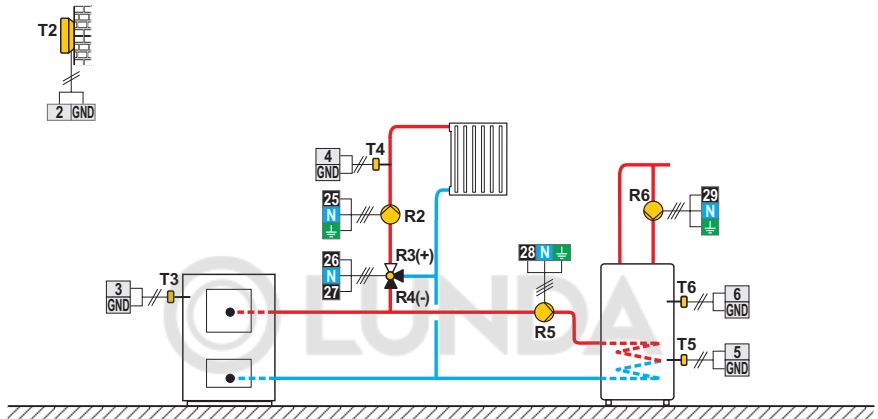 T2
2 GND
4
GND
T4
25
N
R2
26
N
27
R3(+)
R4(-)
3
GND
T3
28 N
R5
R6
29
N
T6
6
GND
T5
5
GND
LUNDA